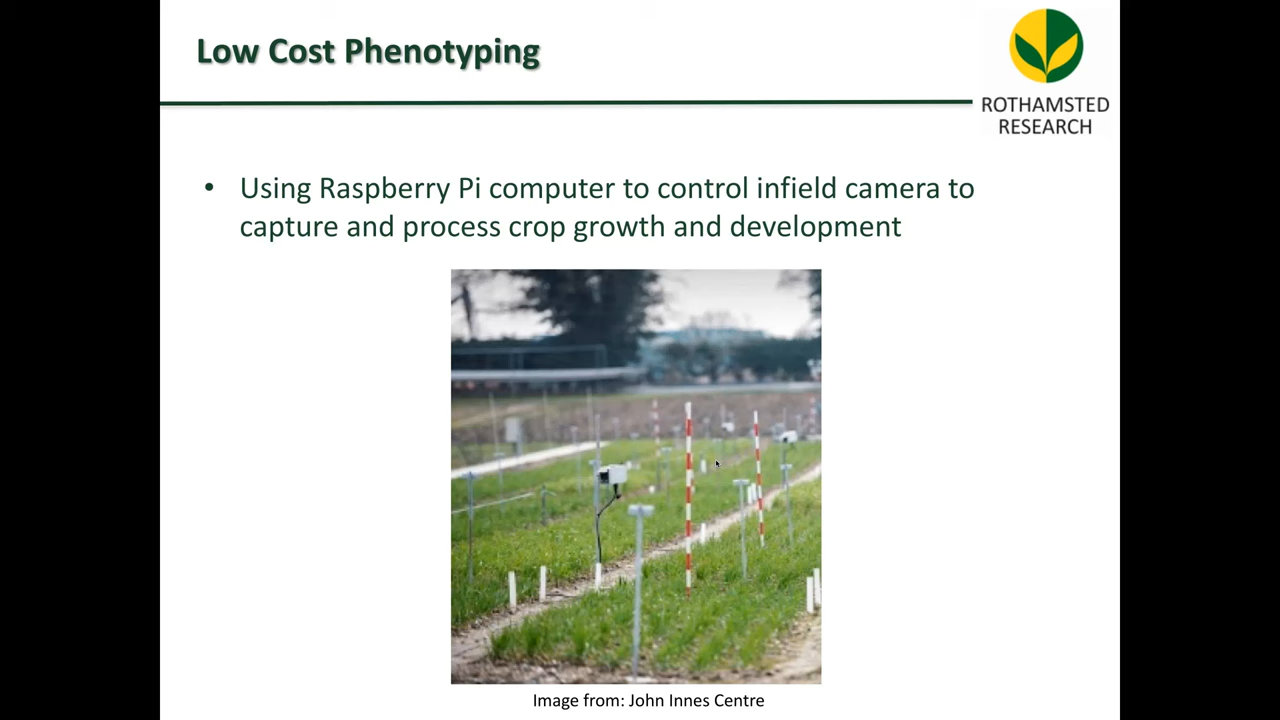 Low Cost Phenotyping
ROTHAMSTED
RESEARCH
• Using Raspberry Pi computer to control infield camera to
capture and process crop growth and development
Image from: John Innes Centre